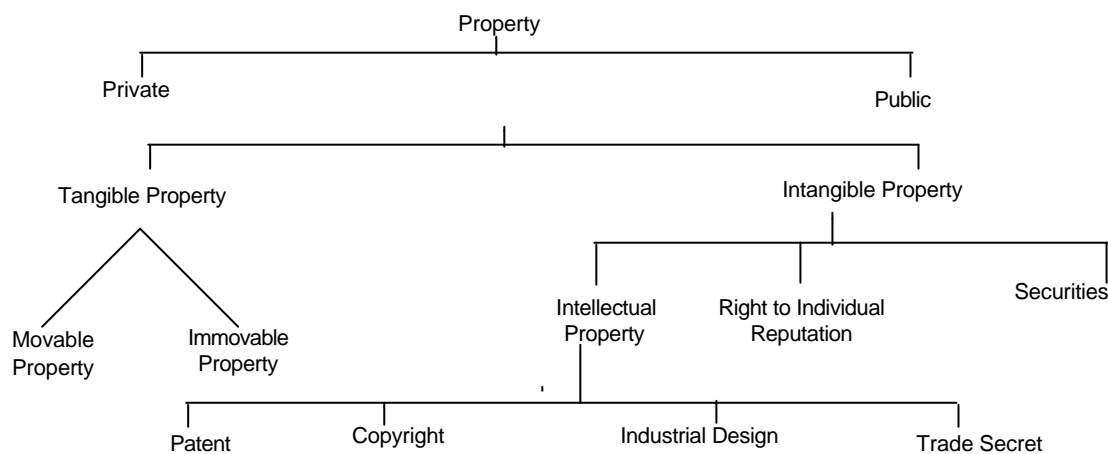 Property
Private
Public
Tangible Property
Intangible Property
Movable
Property
Immovable
Property
Intellectual
Property
Right to Individual
Reputation
Securities
Patent
Copyright
Industrial Design
Trade Secret